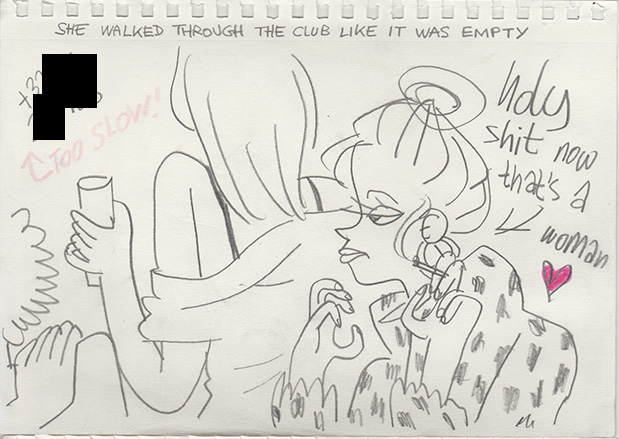 SHE WALKED THROUGH THE CLUB LIKE IT WAS EMPTY
TOO SLOW!
Holy
shit now
that's a
woman